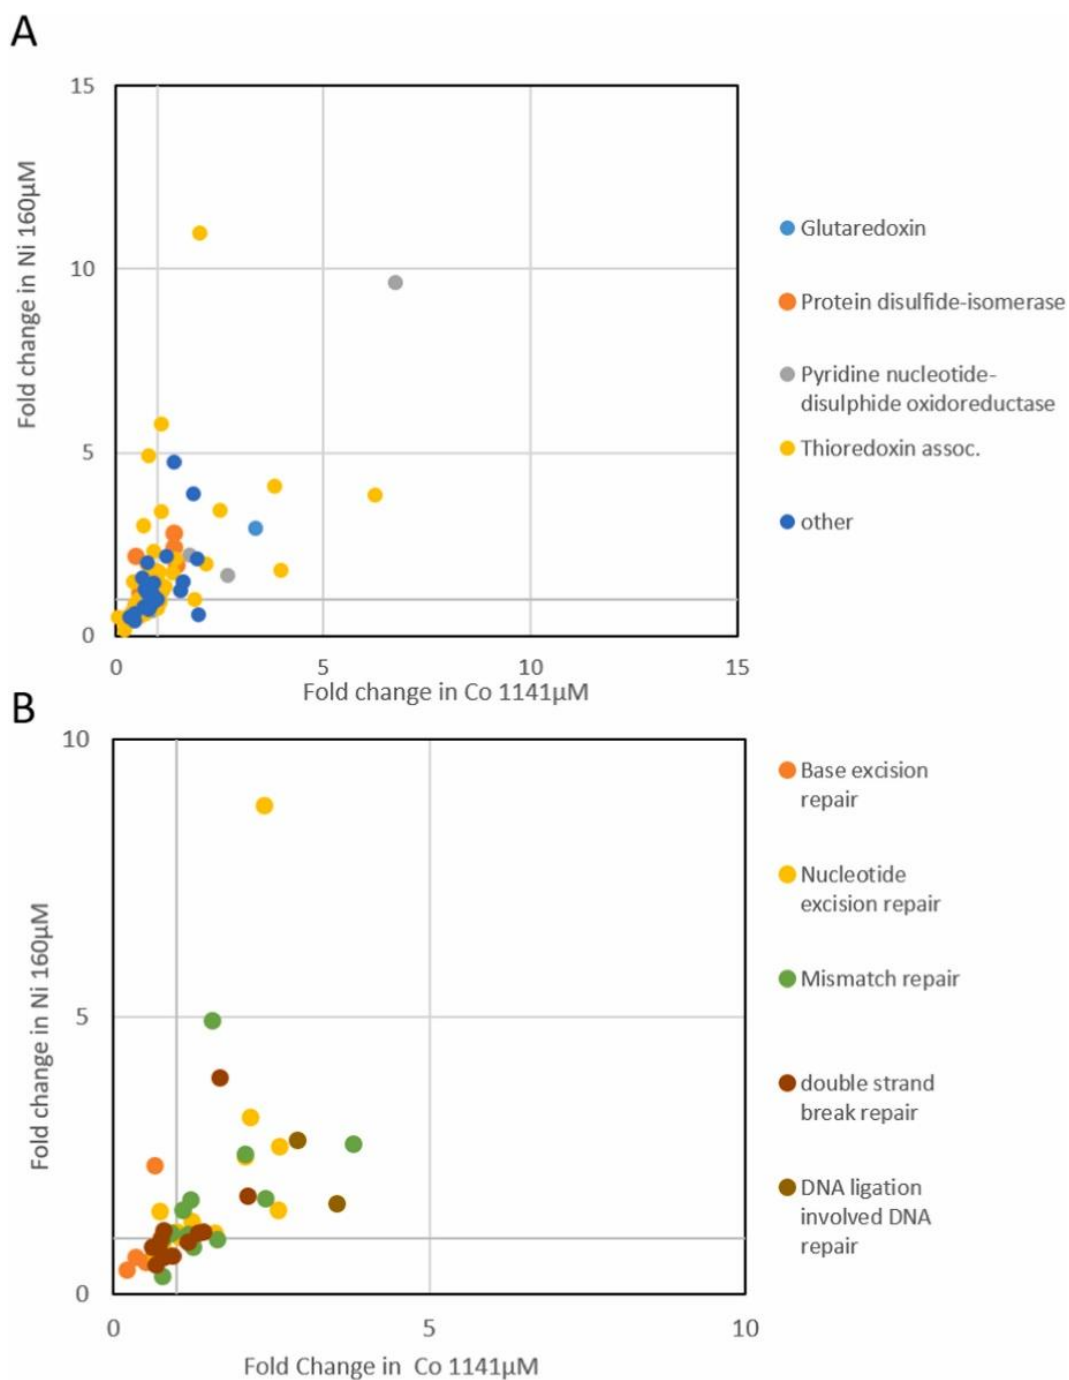 A
15
10
5
0
Fold change in Ni 160µM
0 5 10 15
Fold change in Co 1141µM
Glutaredoxin
Protein disulfide-isomerase
Pyridine nucleotide-
disulphide oxidoreductase
Thioredoxin assoc.
other
B
10
5
0
Fold change in Ni 160µM
0 5 10
Fold Change in Co 1141µM
Base excision
repair
Nucleotide
excision repair
Mismatch repair
double strand
break repair
DNA ligation
involved DNA
repair